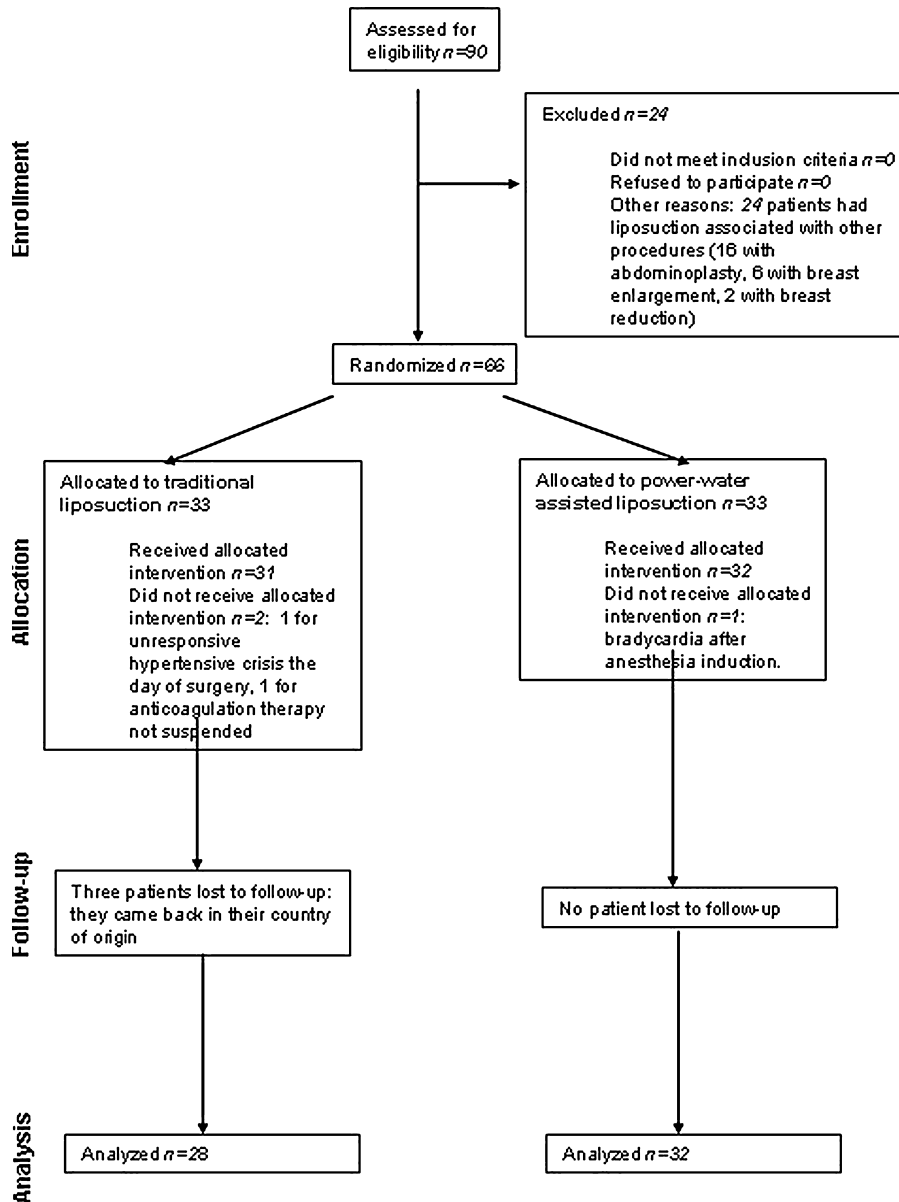 Assessed for
eligibility n=90
Enrollment
Excluded n=24
Did not meet inclusion criteria n=0
Refused to participate n=0
Other reasons: 24 patients had
liposuction associated with other
procedures (16 with
abdominoplasty, 6 with breast
enlargement, 2 with breast
reduction)
Randomized n=66
Allocation
Allocated to traditional
liposuction n=33
Received allocated
intervention n=31
Did not receive allocated
intervention n=2: 1 for
unresponsive
hypertensive crisis the
day of surgery, 1 for
anticoagulation therapy
not suspended
Allocated to power-water
assisted liposuction n=33
Received allocated
intervention n=32
Did not receive allocated
intervention n=1:
bradycardia after
anesthesia induction.
Follow-up
Three patients lost to follow-up:
they came back in their country
of origin
No patient lost to follow-up
Analysis
Analyzed n=28
Analyzed n=32